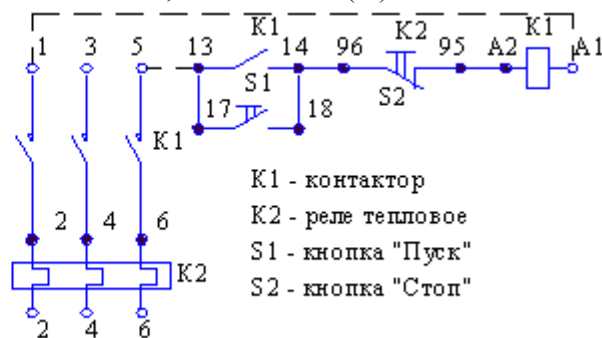 1 3 5 13 K1 14 96 K2 95 A2 K1 A1
S1
S2
17 18
K1
2 4 6
K2
2 4 6
K1 - контактор
K2 - реле тепловое
S1 - кнопка "Пуск"
S2 - кнопка "Стоп"